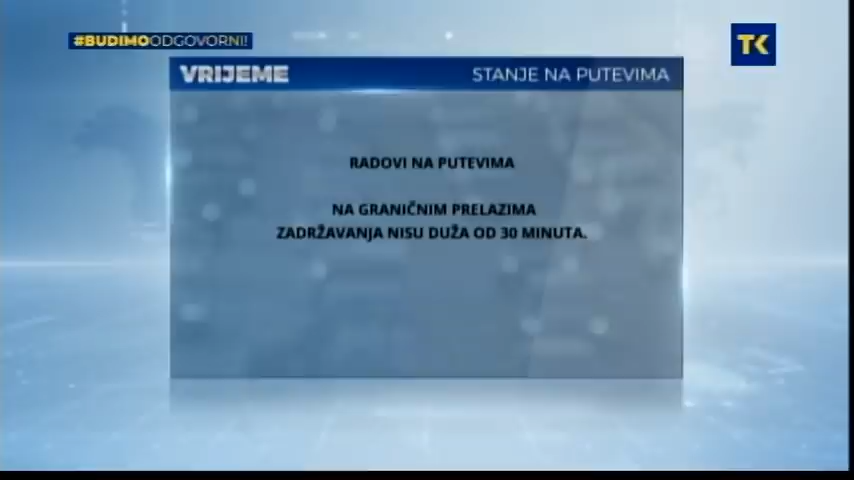 #BUDIMOODGOVORNI!
TK
VRIJEME
STANJE NA PUTEVIMA
RADOVI NA PUTEVIMA
NA GRANIČNIM PRELAZIMA
ZADRŽAVANJA NISU DUŽA OD 30 MINUTA.